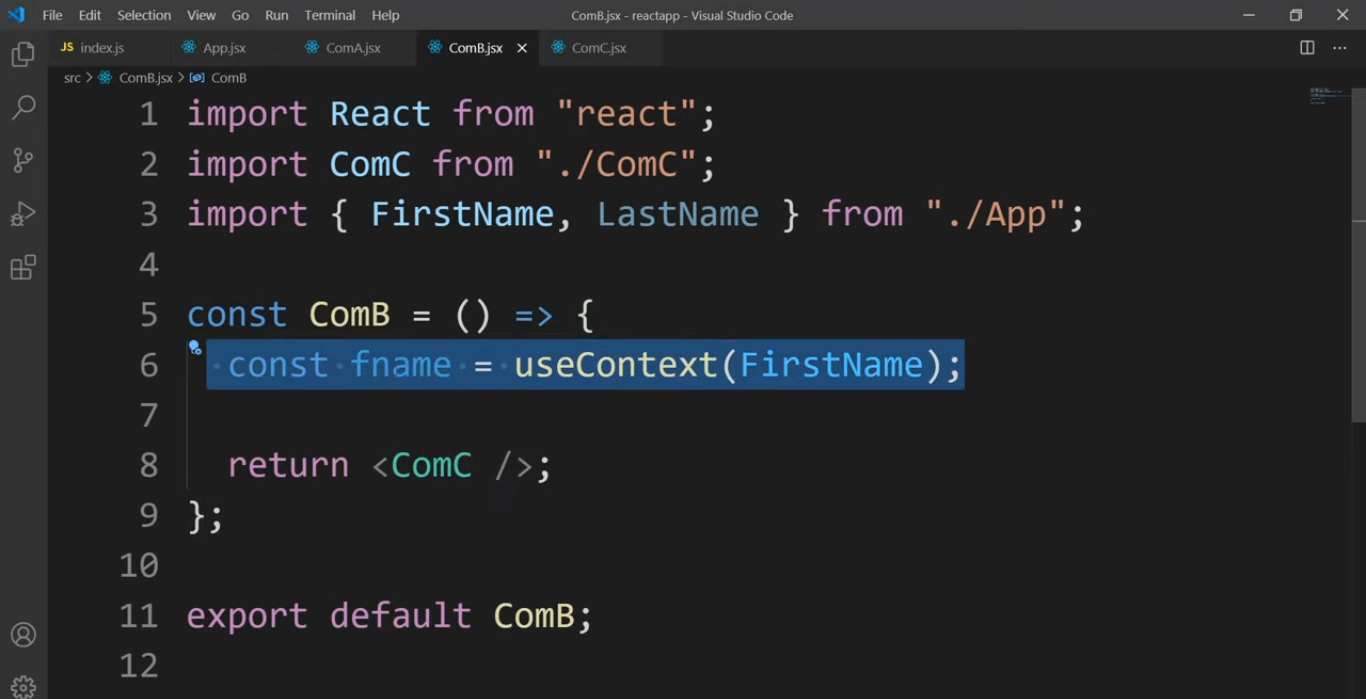 File Edit Selection View Go Run Terminal Help ComB.jsx - reactapp - Visual Studio Code
JS index.js App.jsx ComA.jsx ComB.jsx ComC.jsx
src > ComB.jsx > ComB
1 import React from "react";
2 import ComC from "./ComC";
3 import { FirstName, LastName } from "./App";
4
5 const ComB = () => {
6 const fname = useContext(FirstName);
7
8 return <ComC />;
9 };
10
11 export default ComB;
12